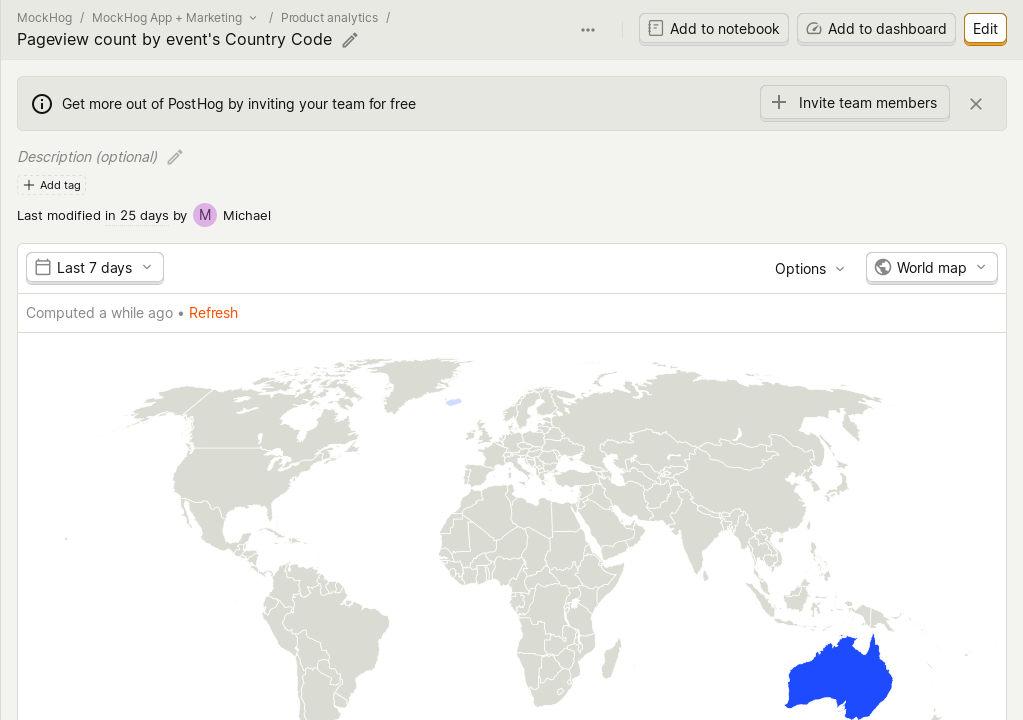 MockHog / MockHog App + Marketing / Product analytics /
Pageview count by event's Country Code
Add to notebook
Add to dashboard
Edit
Get more out of PostHog by inviting your team for free
Invite team members
Description (optional)
Add tag
Last modified in 25 days by M Michael
Last 7 days
Options
World map
Computed a while ago • Refresh